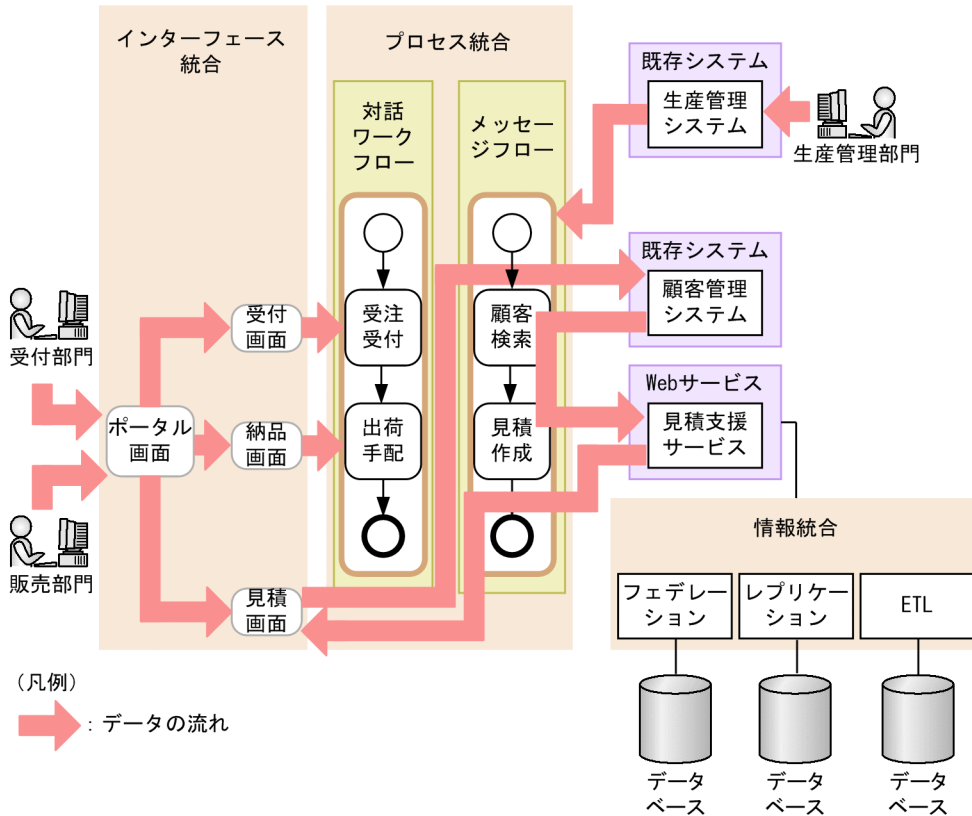 インターフェース
統合
プロセス統合
対話
ワーク
フロー
メッセー
ジフロー
既存システム
生産管理
システム
生産管理部門
既存システム
顧客管理
システム
受付部門
受付
画面
受注
受付
顧客
検索
Webサービス
見積支援
サービス
ポータル
画面
納品
画面
出荷
手配
見積
作成
販売部門
見積
画面
情報統合
フェデレー
ション
レプリケー
ション
ETL
(凡例)
:データの流れ
データ
ベース
データ
ベース
データ
ベース